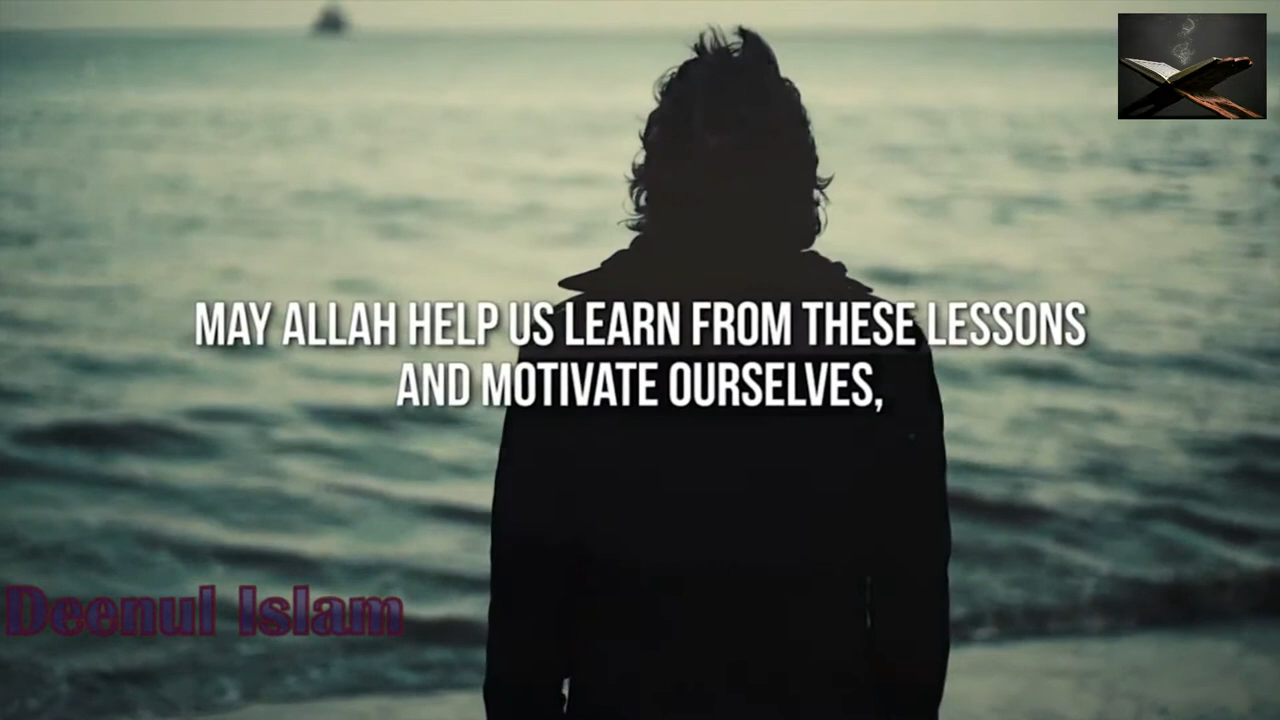 MAY ALLAH HELP US LEARN FROM THESE LESSONS
AND MOTIVATE OURSELVES,
Deenul Islam